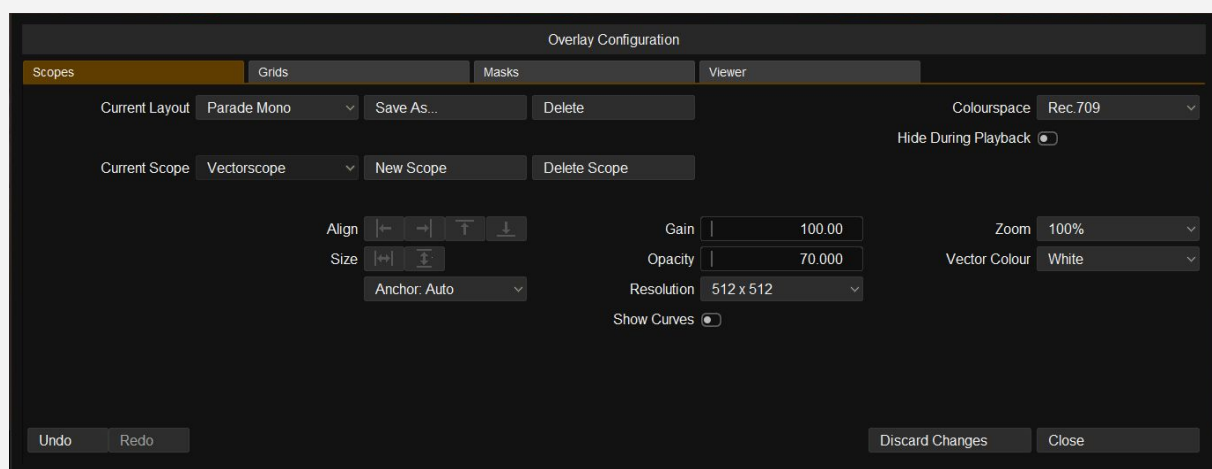 Overlay Configuration
Scopes Grids Masks Viewer
Current Layout Parade Mono Save As... Delete Colourspace Rec.709
Hide During Playback
Current Scope Vectorscope New Scope Delete Scope
Align Gain 100.00 Zoom 100%
Size Opacity 70.000 Vector Colour White
Anchor: Auto Resolution 512 x 512
Show Curves
Undo Redo Discard Changes Close